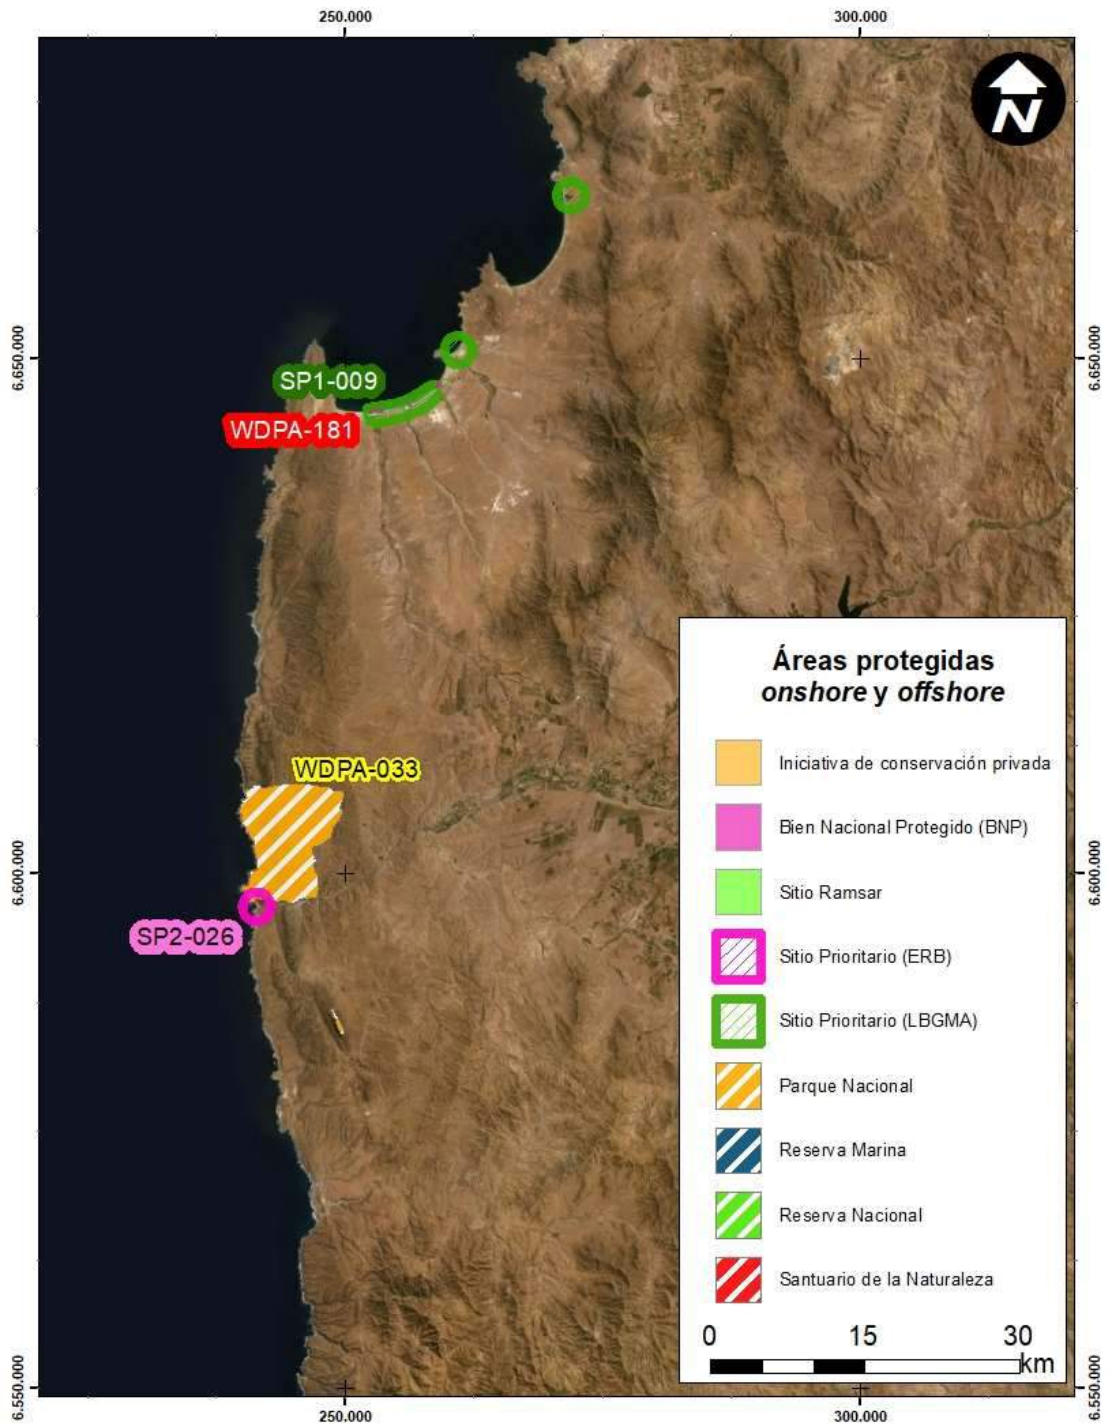 250.000
300.000
N
6.650.000
6.650.000
SP1-009
WDPA-181
WDPA-033
6.600.000
6.600.000
SP2-026
Áreas protegidas
onshore y offshore
Iniciativa de conservación privada
Bien Nacional Protegido (BNP)
Sitio Ramsar
Sitio Prioritario (ERB)
Sitio Prioritario (LBGMA)
Parque Nacional
Reserva Marina
Reserva Nacional
Santuario de la Naturaleza
0 15 30
km
6.550.000
6.550.000
250.000
300.000